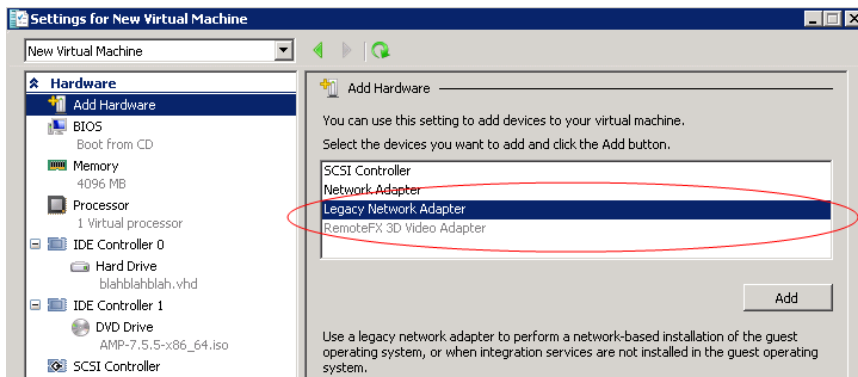 Settings for New Virtual Machine
New Virtual Machine
Hardware
Add Hardware
BIOS
Boot from CD
Memory
4096 MB
Processor
1 Virtual processor
IDE Controller 0
Hard Drive
blahblahblah.vhd
IDE Controller 1
DVD Drive
AMP-7.5.5-x86_64.iso
SCSI Controller
Add Hardware
You can use this setting to add devices to your virtual machine.
Select the devices you want to add and click the Add button.
SCSI Controller
Network Adapter
Legacy Network Adapter
RemoteFX 3D Video Adapter
Add
Use a legacy network adapter to perform a network-based installation of the guest
operating system, or when integration services are not installed in the guest operating
system.